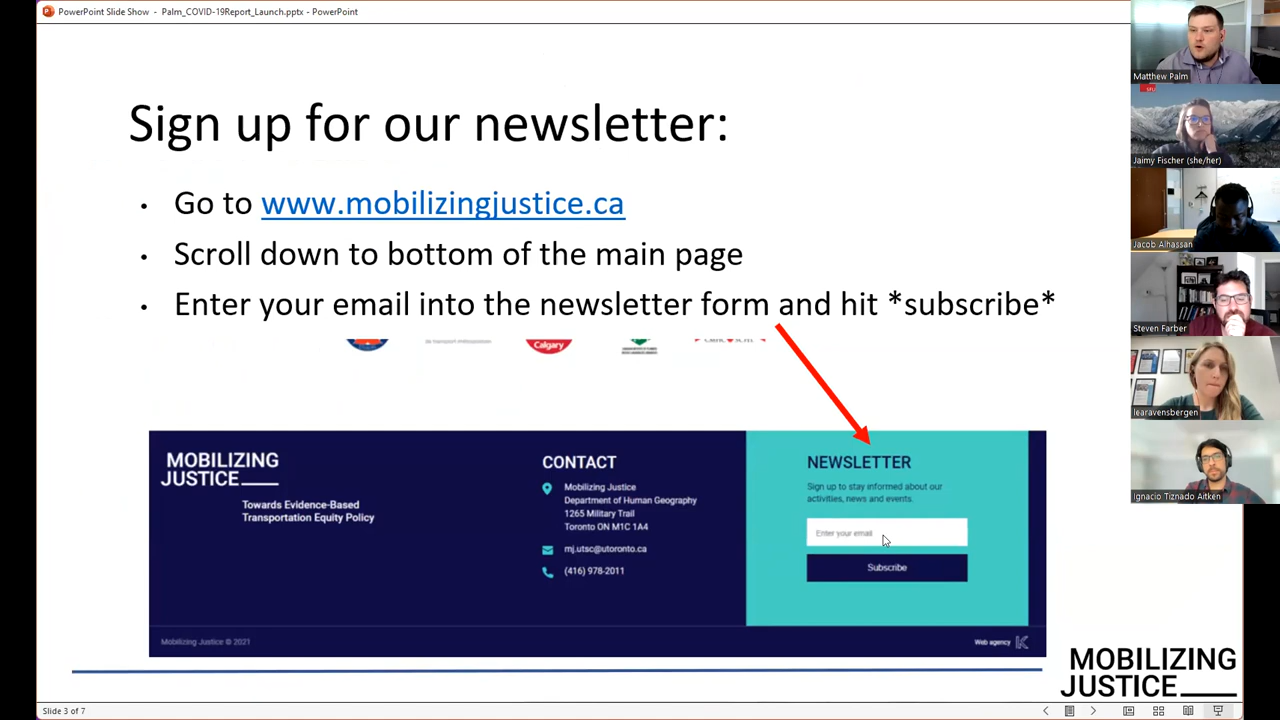 PowerPoint Slide Show - Palm_COVID-19Report_Launch.pptx - PowerPoint
Sign up for our newsletter:
• Go to www.mobilizingjustice.ca
• Scroll down to bottom of the main page
• Enter your email into the newsletter form and hit *subscribe*
Calgary
MOBILIZING
JUSTICE
Towards Evidence-Based
Transportation Equity Policy
CONTACT
Mobilizing Justice
Department of Human Geography
1265 Military Trail
Toronto ON M1C 1A4
mj.utsc@utoronto.ca
(416) 978-2011
NEWSLETTER
Sign up to stay informed about our
activities, news and events.
Enter your email
Subscribe
Mobilizing Justice © 2021
Web agency
MOBILIZING
JUSTICE
Slide 3 of 7
Matthew Palm
Jaimy Fischer (she/her)
Jacob Alhassan
Steven Farber
learavensbergen
Ignacio Tiznado Aitken